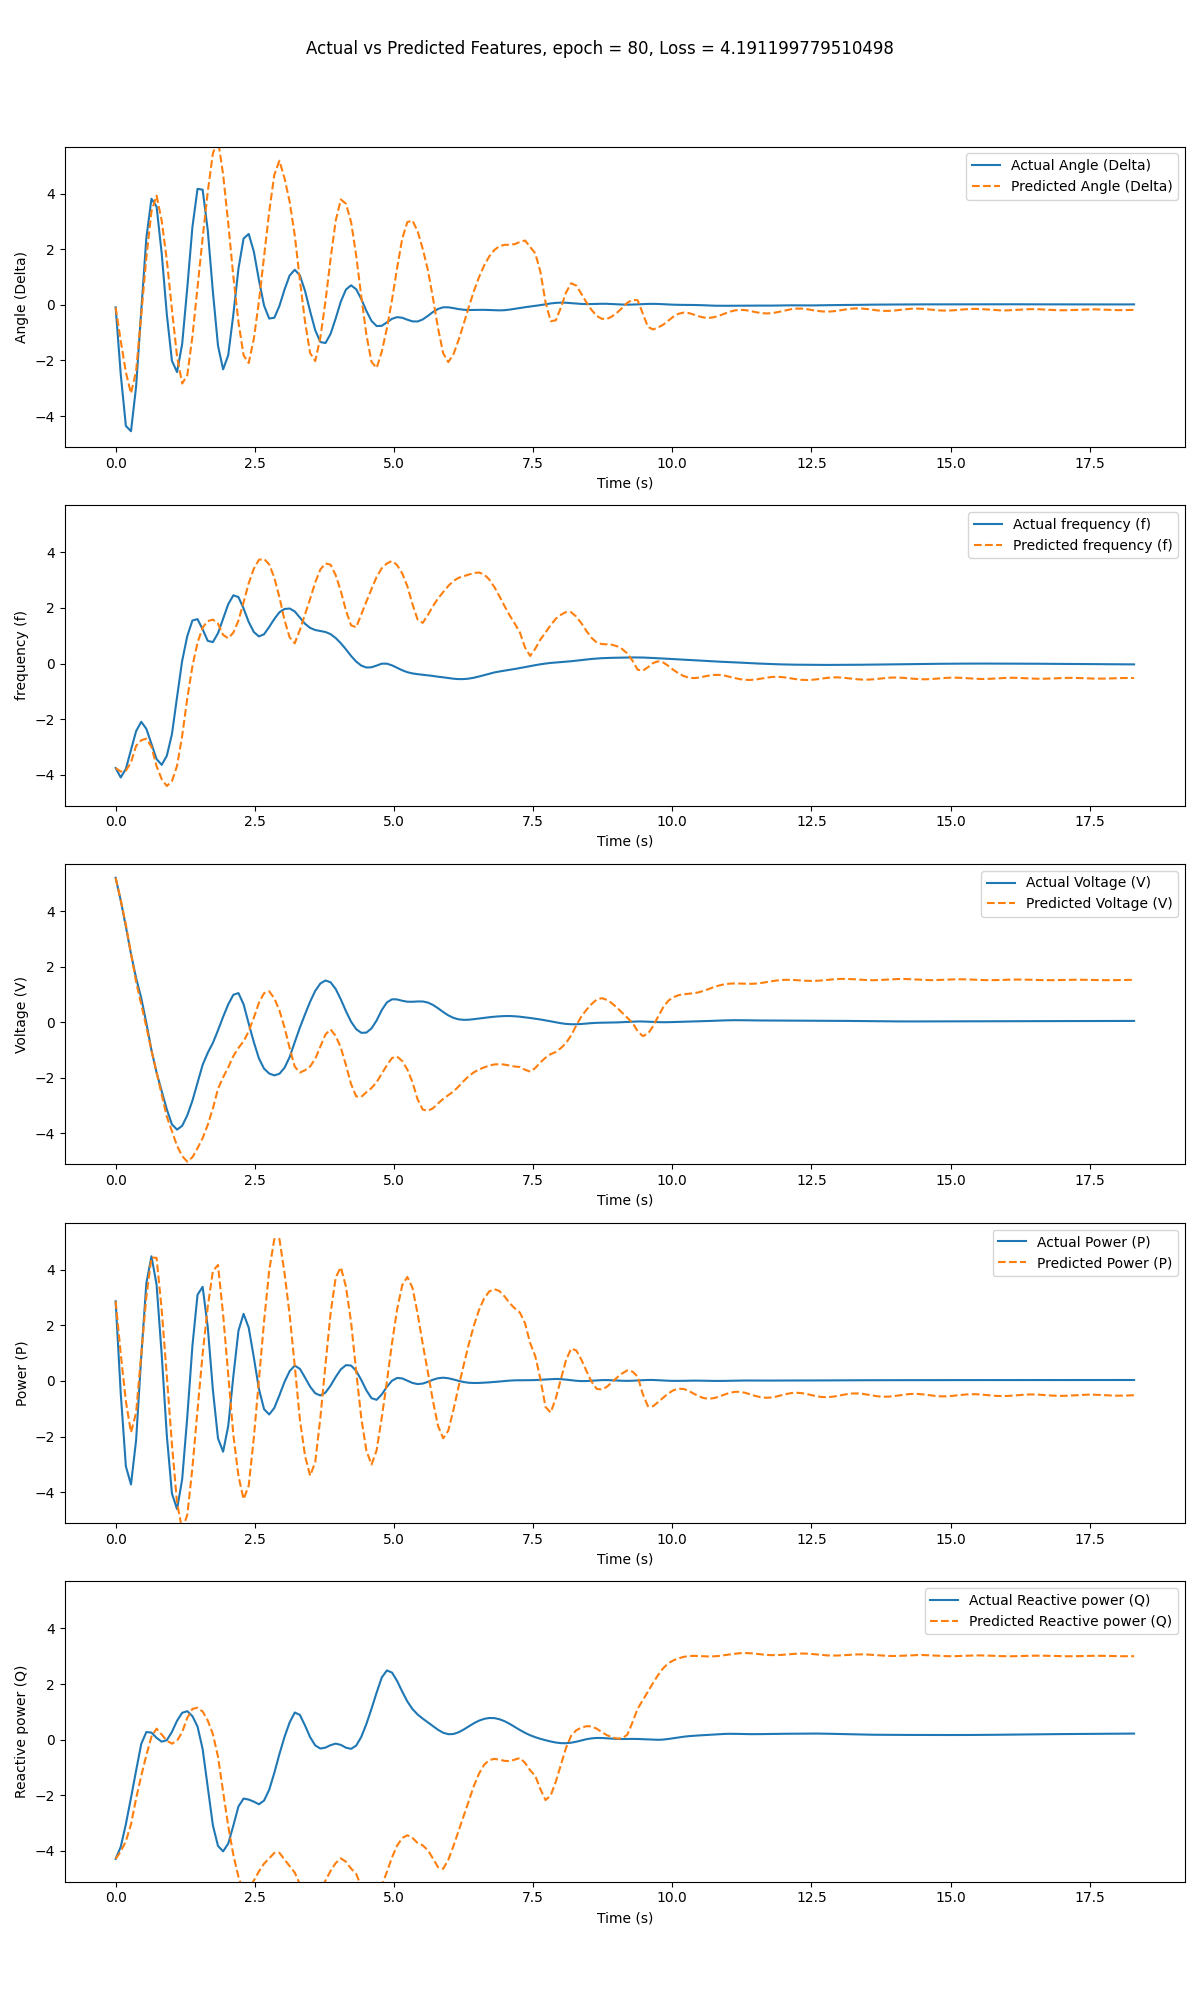 Actual vs Predicted Features, epoch = 80, Loss = 4.191199779510498
Actual Angle (Delta)
Predicted Angle (Delta)
Angle (Delta)
4
2
0
−2
−4
0.0 2.5 5.0 7.5 10.0 12.5 15.0 17.5
Time (s)
Actual frequency (f)
Predicted frequency (f)
frequency (f)
4
2
0
−2
−4
0.0 2.5 5.0 7.5 10.0 12.5 15.0 17.5
Time (s)
Actual Voltage (V)
Predicted Voltage (V)
Voltage (V)
4
2
0
−2
−4
0.0 2.5 5.0 7.5 10.0 12.5 15.0 17.5
Time (s)
Actual Power (P)
Predicted Power (P)
Power (P)
4
2
0
−2
−4
0.0 2.5 5.0 7.5 10.0 12.5 15.0 17.5
Time (s)
Actual Reactive power (Q)
Predicted Reactive power (Q)
Reactive power (Q)
4
2
0
−2
−4
0.0 2.5 5.0 7.5 10.0 12.5 15.0 17.5
Time (s)